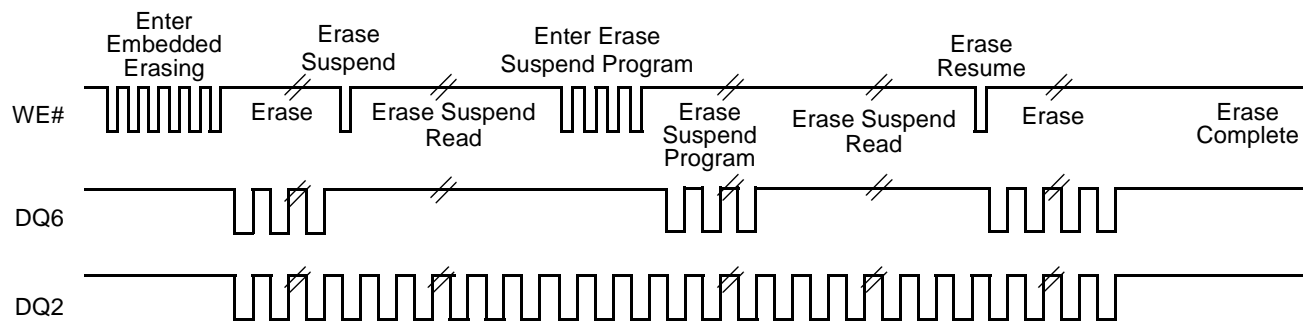 Enter
Embedded
Erasing
Erase
Suspend
Enter Erase
Suspend Program
Erase
Resume
WE#
Erase
Erase Suspend
Read
Erase
Suspend
Program
Erase Suspend
Read
Erase
Erase
Complete
DQ6
DQ2